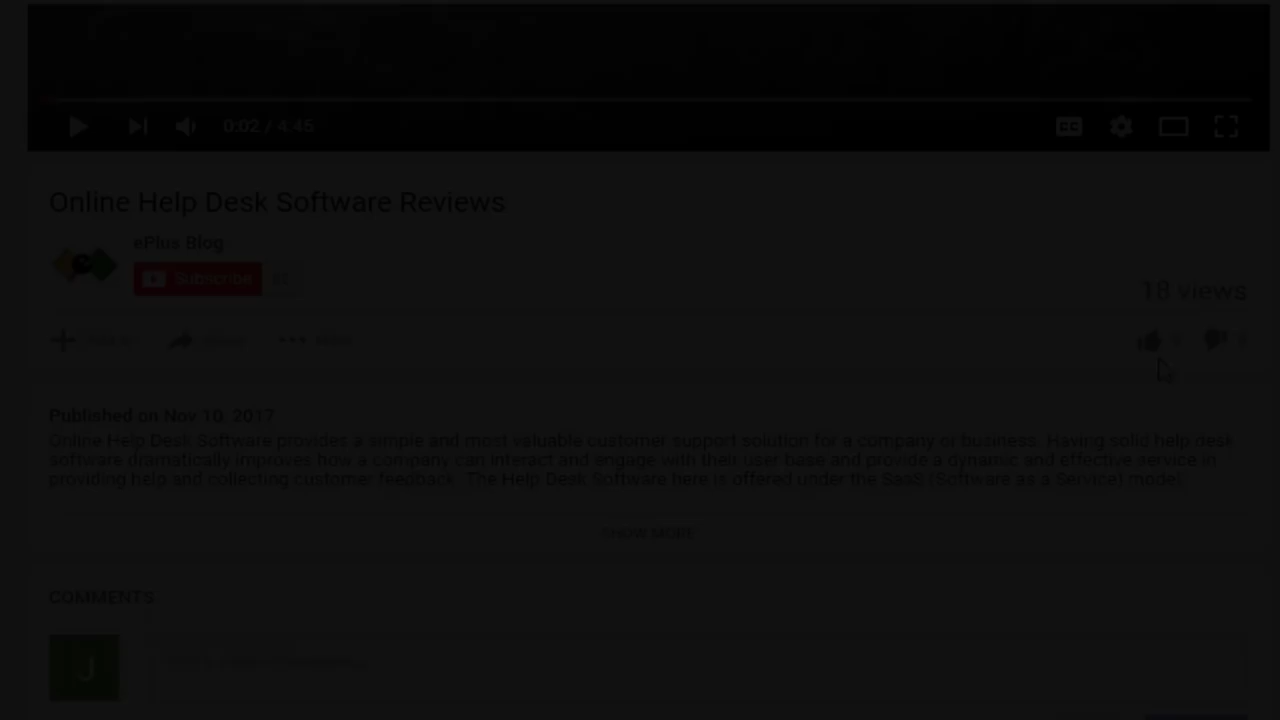 0:02 / 4:45
CC
Online Help Desk Software Reviews
ePlus Blog
Subscribe
18 views
Published on Nov 10, 2017
Online Help Desk Software provides a simple and most valuable customer support solution for a company or business. Having solid help desk
software dramatically improves how a company can interact and engage with their user base and provide a dynamic and effective service in
providing help and collecting customer feedback. The Help Desk Software here is offered under the SaaS (Software as a Service) model.
SHOW MORE
COMMENTS
J